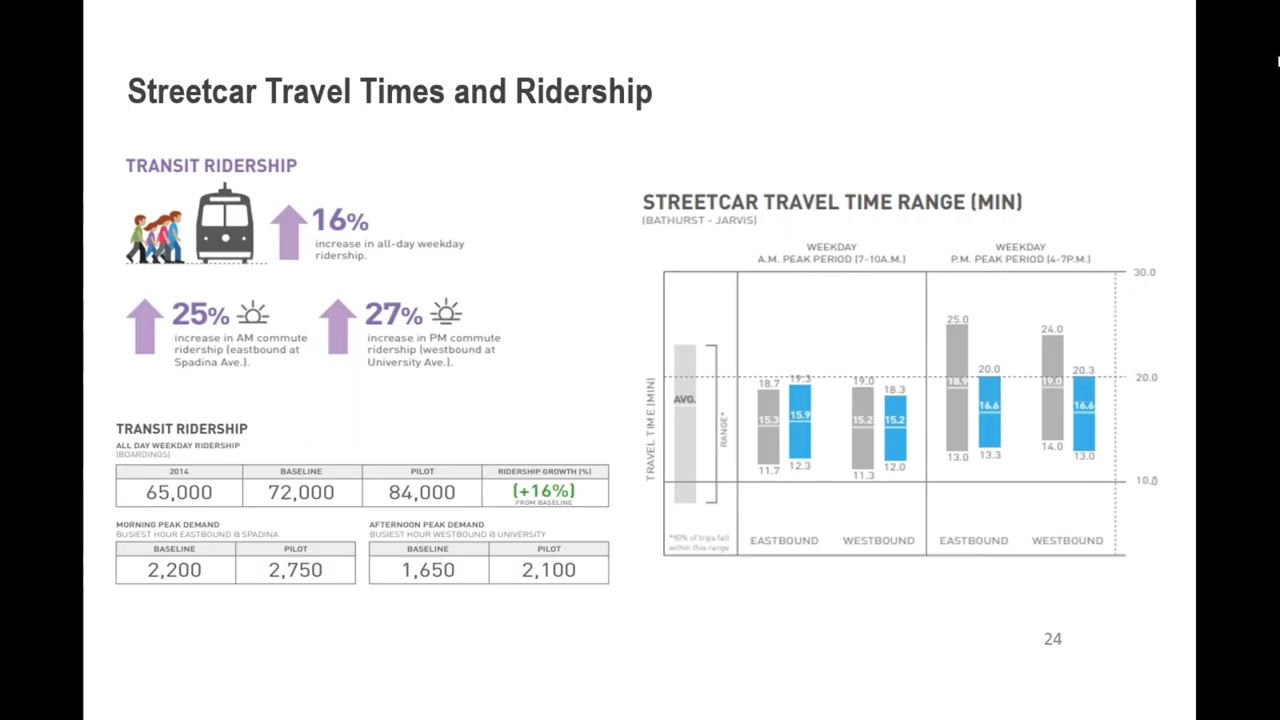 Streetcar Travel Times and Ridership
TRANSIT RIDERSHIP
16%
increase in all-day weekday
ridership.
25%
increase in AM commute
ridership (eastbound at
Spadina Ave.).
27%
increase in PM commute
ridership (westbound at
University Ave.).
TRANSIT RIDERSHIP
ALL DAY WEEKDAY RIDERSHIP
(BOARDINGS)
2014 BASELINE PILOT RIDERSHIP GROWTH (%)
65,000 72,000 84,000 (+16%)
FROM BASELINE
MORNING PEAK DEMAND
BUSIEST HOUR EASTBOUND @ SPADINA
BASELINE PILOT
2,200 2,750
AFTERNOON PEAK DEMAND
BUSIEST HOUR WESTBOUND @ UNIVERSITY
BASELINE PILOT
1,650 2,100
STREETCAR TRAVEL TIME RANGE (MIN)
(BATHURST - JARVIS)
WEEKDAY
A.M. PEAK PERIOD (7-10A.M.)
WEEKDAY
P.M. PEAK PERIOD (4-7P.M.)
30.0
20.0
10.0
TRAVEL TIME (MIN)
AVG.
RANGE*
*90% of trips fall
within this range
18.7 19.3 19.0 18.3
15.3 15.9 15.2 15.2
11.7 12.3 11.3 12.0
25.0 20.0 24.0 20.3
18.9 16.6 19.0 16.6
13.0 13.3 14.0 13.0
EASTBOUND WESTBOUND EASTBOUND WESTBOUND
24